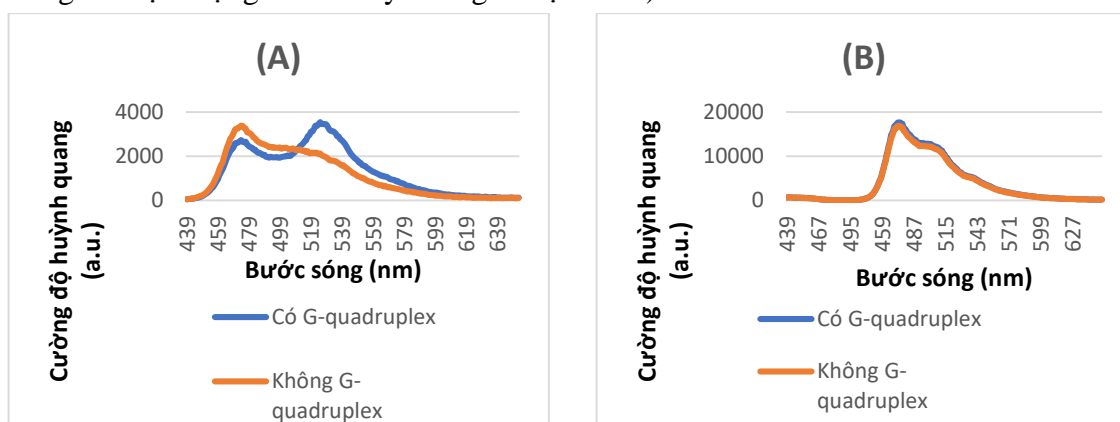 (A)
Cường độ huỳnh quang
(a.u.)
4000
2000
0
439
459
479
499
519
539
559
579
599
619
639
Bước sóng (nm)
Có G-quadruplex
Không G-
quadruplex
(B)
Cường độ huỳnh quang
(a.u.)
20000
10000
0
439
467
495
459
487
515
543
571
599
627
Bước sóng (nm)
Có G-quadruplex
Không G-
quadruplex